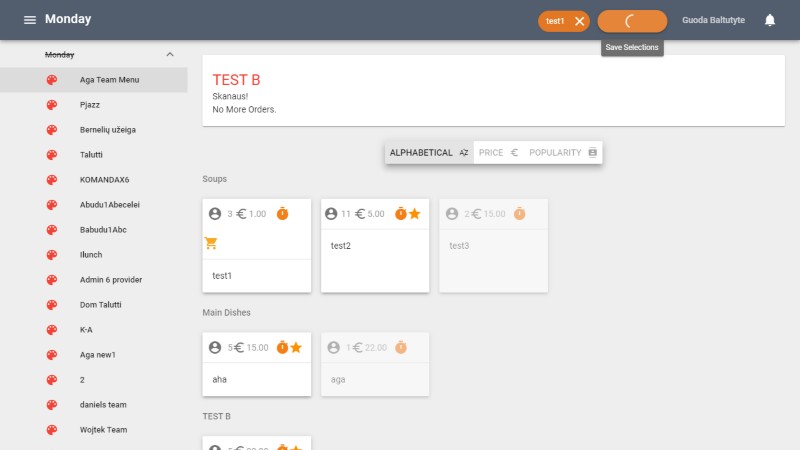 Monday
test1
Guoda Baltutyte
Save Selections
Monday
Aga Team Menu
Pjazz
Bernelių užeiga
Talutti
KOMANDAX6
Abudu1Abecelei
Babudu1Abc
Ilunch
Admin 6 provider
Dom Talutti
K-A
Aga new1
2
daniels team
Wojtek Team
TEST B
Skanaus!
No More Orders.
ALPHABETICAL
PRICE
POPULARITY
Soups
3 € 1.00
test1
11 € 5.00
test2
2 € 15.00
test3
Main Dishes
5 € 15.00
aha
1 € 22.00
aga
TEST B